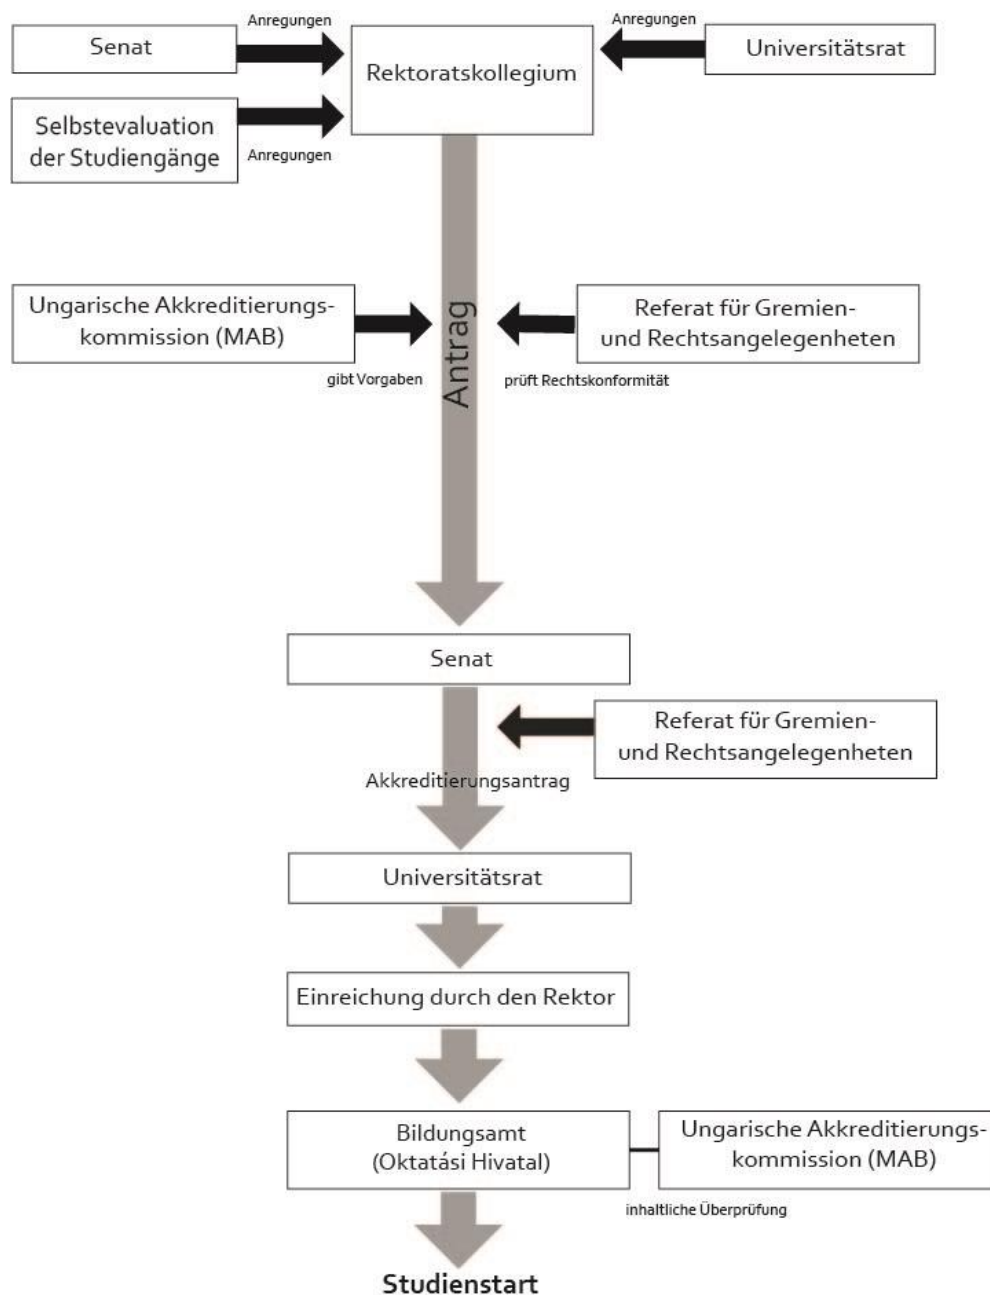 Anregungen
Anregungen
Senat
Rektoratskollegium
Universitätsrat
Selbstevaluation
der Studiengänge
Anregungen
Ungarische Akkreditierungs-
kommission (MAB)
Antrag
Referat für Gremien-
und Rechtsangelegenheten
gibt Vorgaben
prüft Rechtskonformität
Senat
Referat für Gremien-
und Rechtsangelegenheten
Akkreditierungsantrag
Universitätsrat
Einreichung durch den Rektor
Bildungsamt
(Oktatási Hivatal)
Ungarische Akkreditierungs-
kommission (MAB)
inhaltliche Überprüfung
Studienstart